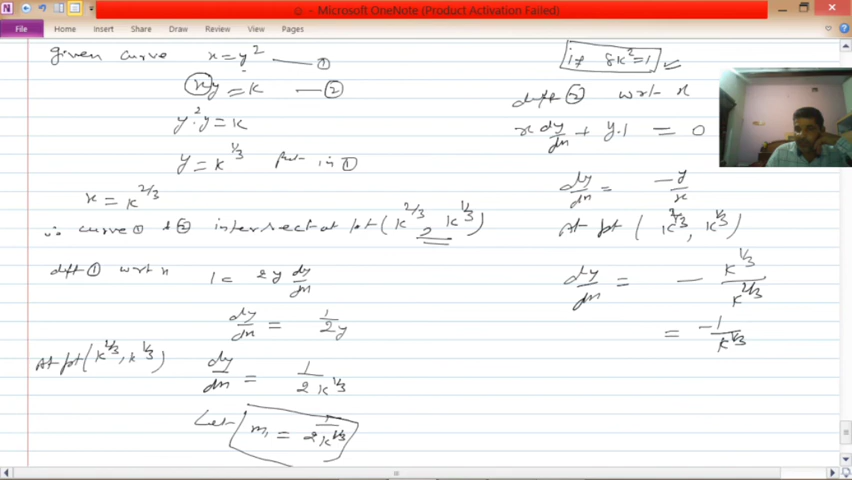 Microsoft OneNote (Product Activation Failed)
File Home Insert Share Draw Review View Pages
given curve x = y² —— ①
xy = k —— ②
y²·y = k
y = k^{1/3} put in ①
x = k^{2/3}
∴ curve ① & ② intersect at pt (k^{2/3}, k^{1/3})
diff ① wrt x 1 = 2y dy/dx
dy/dx = 1/2y
At pt (k^{2/3}, k^{1/3}) dy/dx = 1/2k^{1/3}
Let m₁ = 1/2k^{1/3}
if 8k² = 1
diff ② wrt x
x dy/dx + y·1 = 0
dy/dx = -y/x
At pt (k^{2/3}, k^{1/3})
dy/dx = - k^{1/3}/k^{2/3}
= -1/k^{1/3}